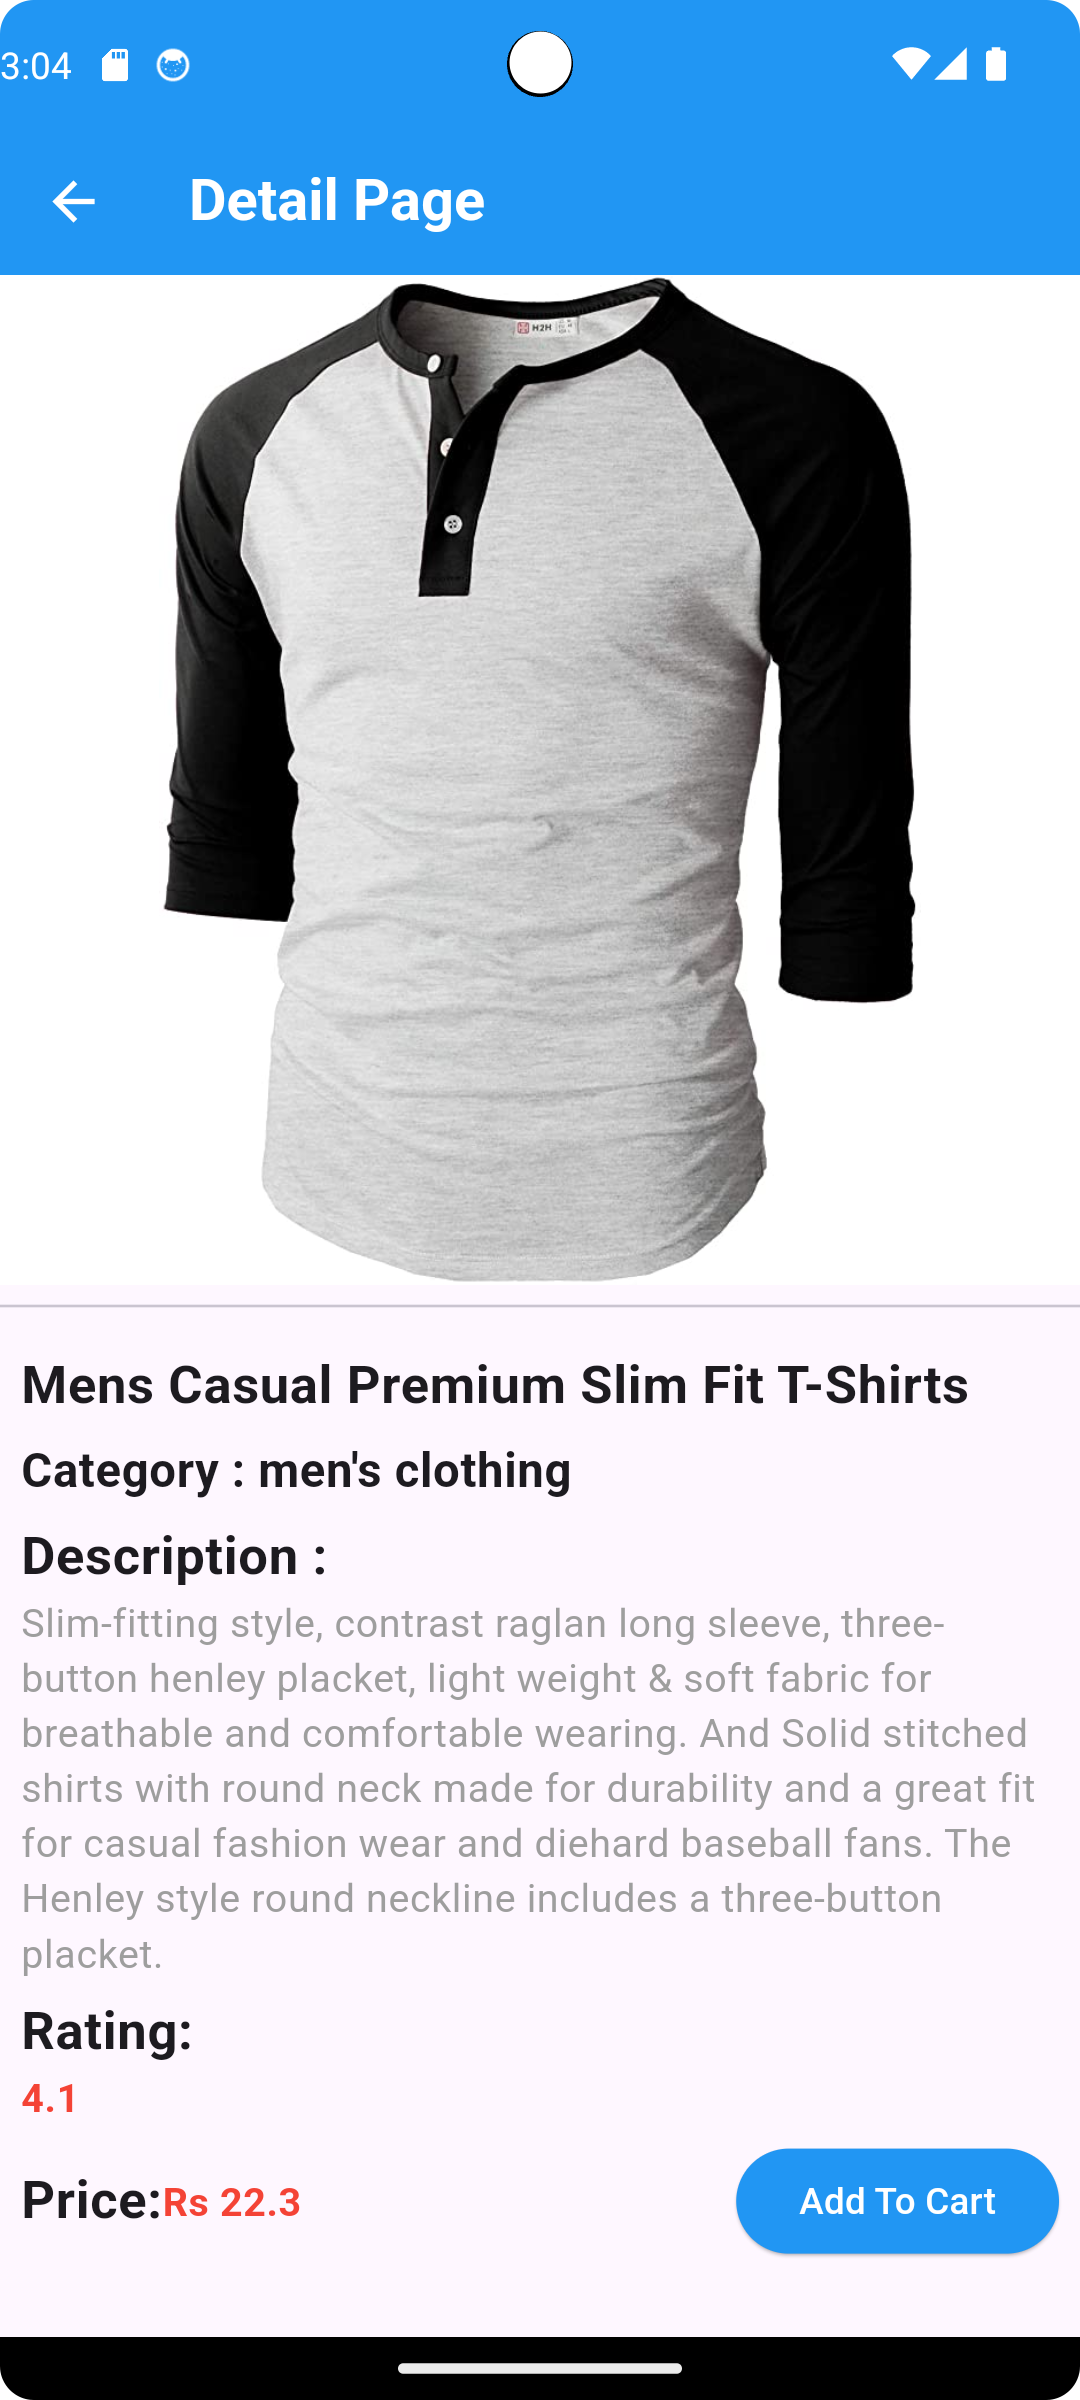 3:04
Detail Page
H2H
Mens Casual Premium Slim Fit T-Shirts
Category : men's clothing
Description :
Slim-fitting style, contrast raglan long sleeve, three-
button henley placket, light weight & soft fabric for
breathable and comfortable wearing. And Solid stitched
shirts with round neck made for durability and a great fit
for casual fashion wear and diehard baseball fans. The
Henley style round neckline includes a three-button
placket.
Rating:
4.1
Price:Rs 22.3
Add To Cart